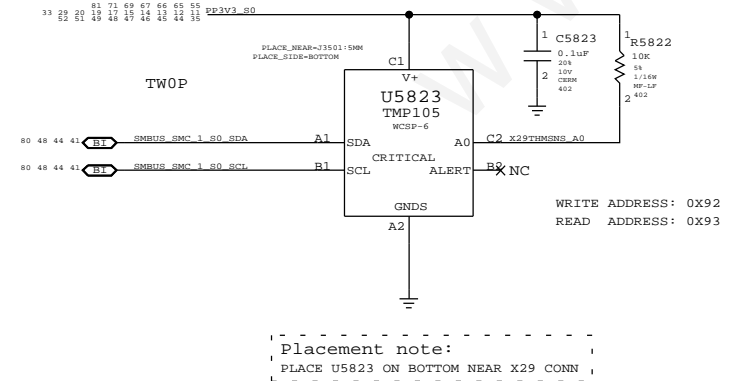 81 71 69 67 66 65 55
33 29 20 19 17 15 14 13 12 11 PP3V3_S0
52 51 49 48 47 46 45 44 35
PLACE_NEAR=J3501:5MM
PLACE_SIDE=BOTTOM
TW0P
C1
V+
U5823
TMP105
WCSP-6
1 C5823
0.1uF
20%
10V
CERM
402
2
1 R5822
10K
5%
1/16W
MF-LF
402
2
80 48 44 41 BI SMBUS_SMC_1_S0_SDA A1 SDA
A0 C2 X29THMSNS_A0
CRITICAL
80 48 44 41 BI SMBUS_SMC_1_S0_SCL B1 SCL
ALERT B2 NC
GNDS
A2
WRITE ADDRESS: 0X92
READ ADDRESS: 0X93
Placement note:
PLACE U5823 ON BOTTOM NEAR X29 CONN